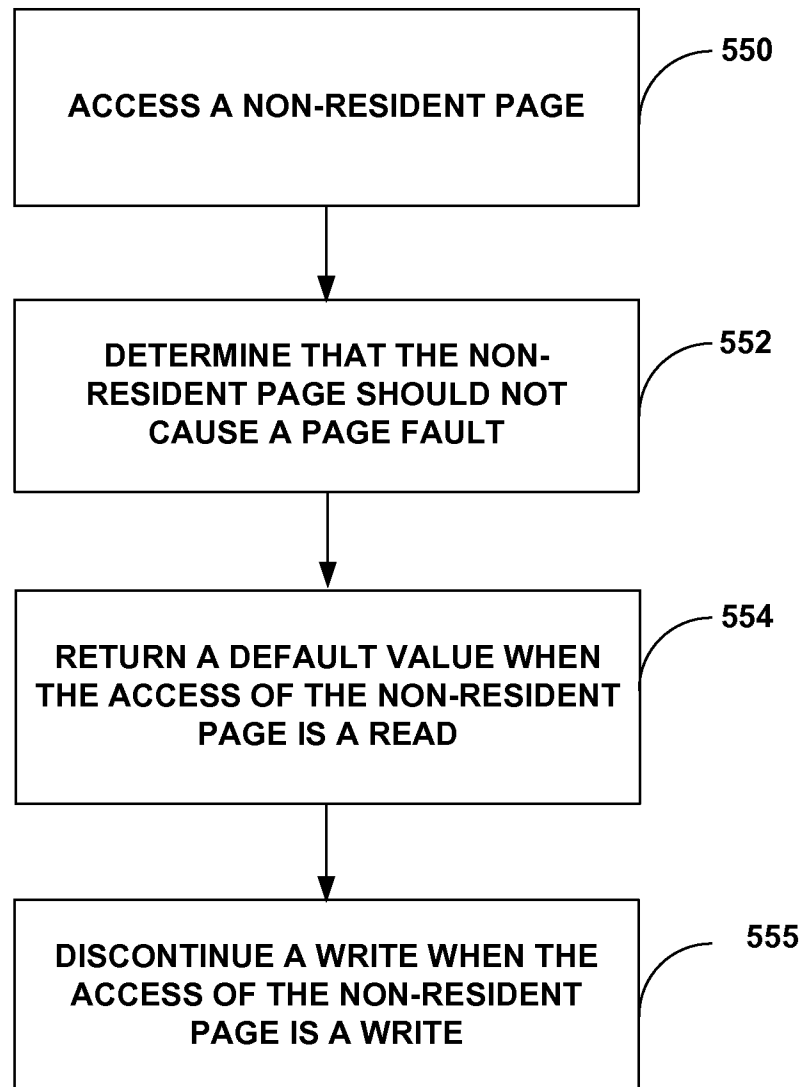 550
ACCESS A NON-RESIDENT PAGE
552
DETERMINE THAT THE NON-
RESIDENT PAGE SHOULD NOT
CAUSE A PAGE FAULT
554
RETURN A DEFAULT VALUE WHEN
THE ACCESS OF THE NON-RESIDENT
PAGE IS A READ
555
DISCONTINUE A WRITE WHEN THE
ACCESS OF THE NON-RESIDENT
PAGE IS A WRITE